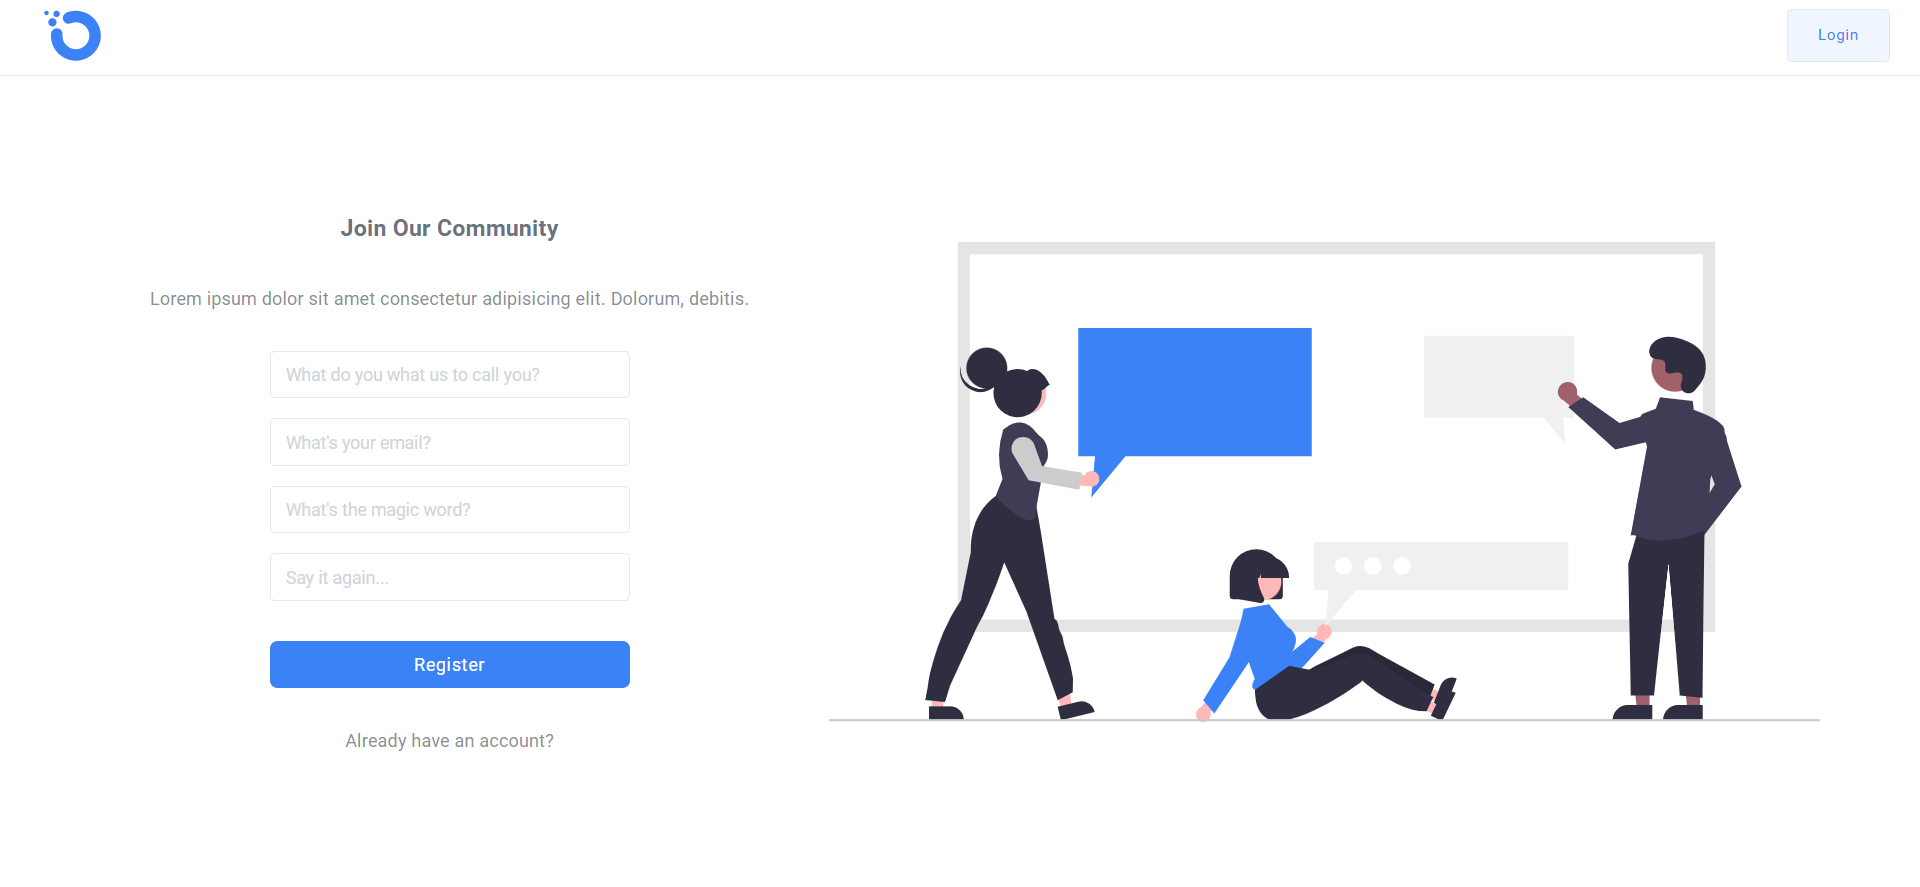 Login
Join Our Community
Lorem ipsum dolor sit amet consectetur adipisicing elit. Dolorum, debitis.
What do you what us to call you?
What's your email?
What's the magic word?
Say it again...
Register
Already have an account?